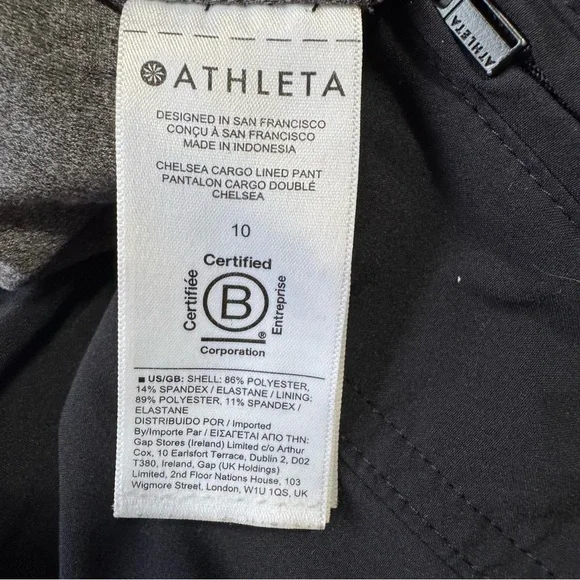 ATHLETA
ATHLETA
DESIGNED IN SAN FRANCISCO
CONÇU À SAN FRANCISCO
MADE IN INDONESIA
CHELSEA CARGO LINED PANT
PANTALON CARGO DOUBLÉ
CHELSEA
10
Certified
Certifiée
B
Entreprise
®
Corporation
■ US/GB: SHELL: 86% POLYESTER,
14% SPANDEX / ELASTANE / LINING:
89% POLYESTER, 11% SPANDEX /
ELASTANE
DISTRIBUIDO POR / Imported
By/Importe Par / ΕΙΣΑΓΕΤΑΙ ΑΠΟ ΤΗΝ:
Gap Stores (Ireland) Limited c/o Arthur
Cox, 10 Earlsfort Terrace, Dublin 2, D02
T380, Ireland, Gap (UK Holdings)
Limited, 2nd Floor Nations House, 103
Wigmore Street, London, W1U 1QS, UK